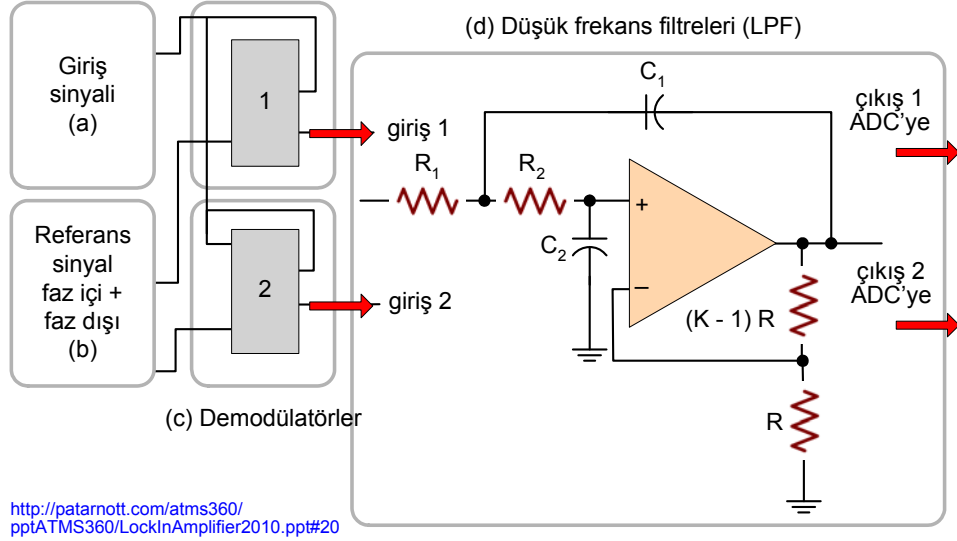 (d) Düşük frekans filtreleri (LPF)
Giriş
sinyali
(a)
1
giriş 1
C1
çıkış 1
ADC'ye
R1
R2
+
C2
Referans
sinyal
faz içi +
faz dışı
(b)
2
giriş 2
–
(K - 1) R
çıkış 2
ADC'ye
(c) Demodülatörler
R
http://patarnott.com/atms360/
pptATMS360/LockInAmplifier2010.ppt#20